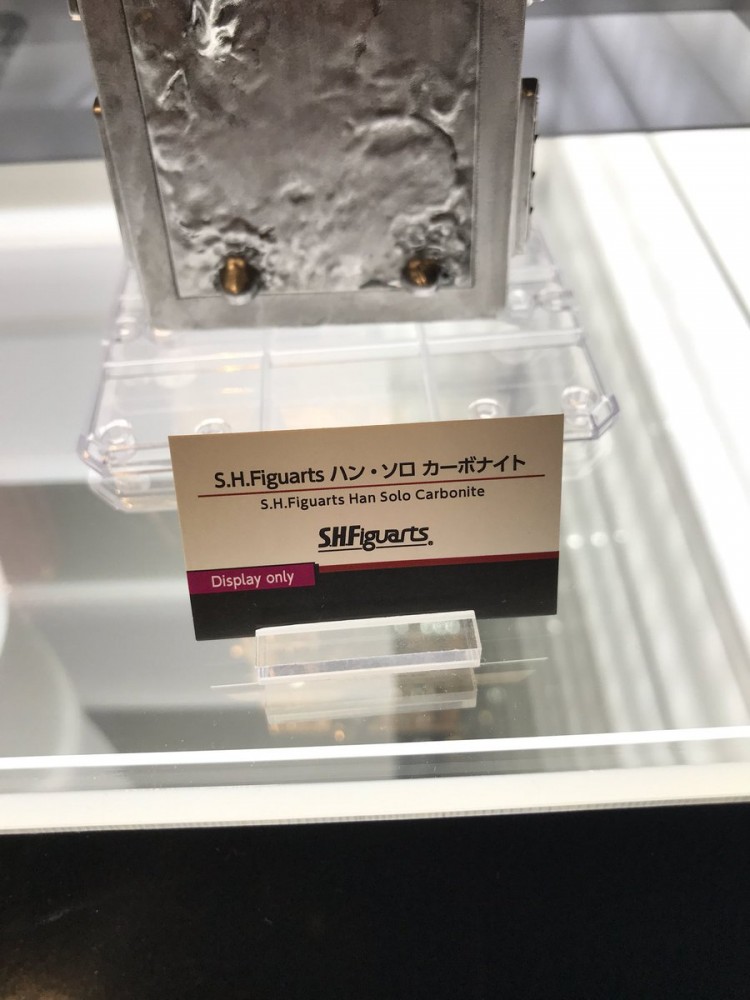 S.H.Figuarts ハン・ソロ カーボナイト
S.H.Figuarts Han Solo Carbonite
S.H.Figuarts
Display only